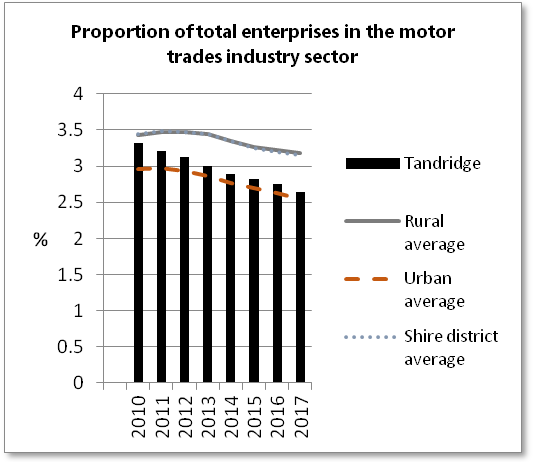 Proportion of total enterprises in the motor
trades industry sector
4
3.5
3
2.5
2
1.5
1
0.5
0
%
2010
2011
2012
2013
2014
2015
2016
2017
Tandridge
Rural
average
Urban
average
Shire district
average